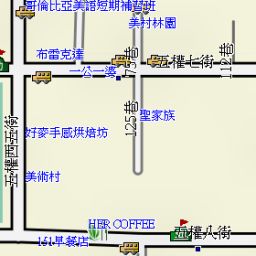 哥倫比亞美語短期補習班
美村林園
布雷克達
五權七街
112巷
75巷
一公一婆
125巷
聖家族
好麥手感烘焙坊
五權西五街
美術村
HER COFFEE
五權八街
151早餐店